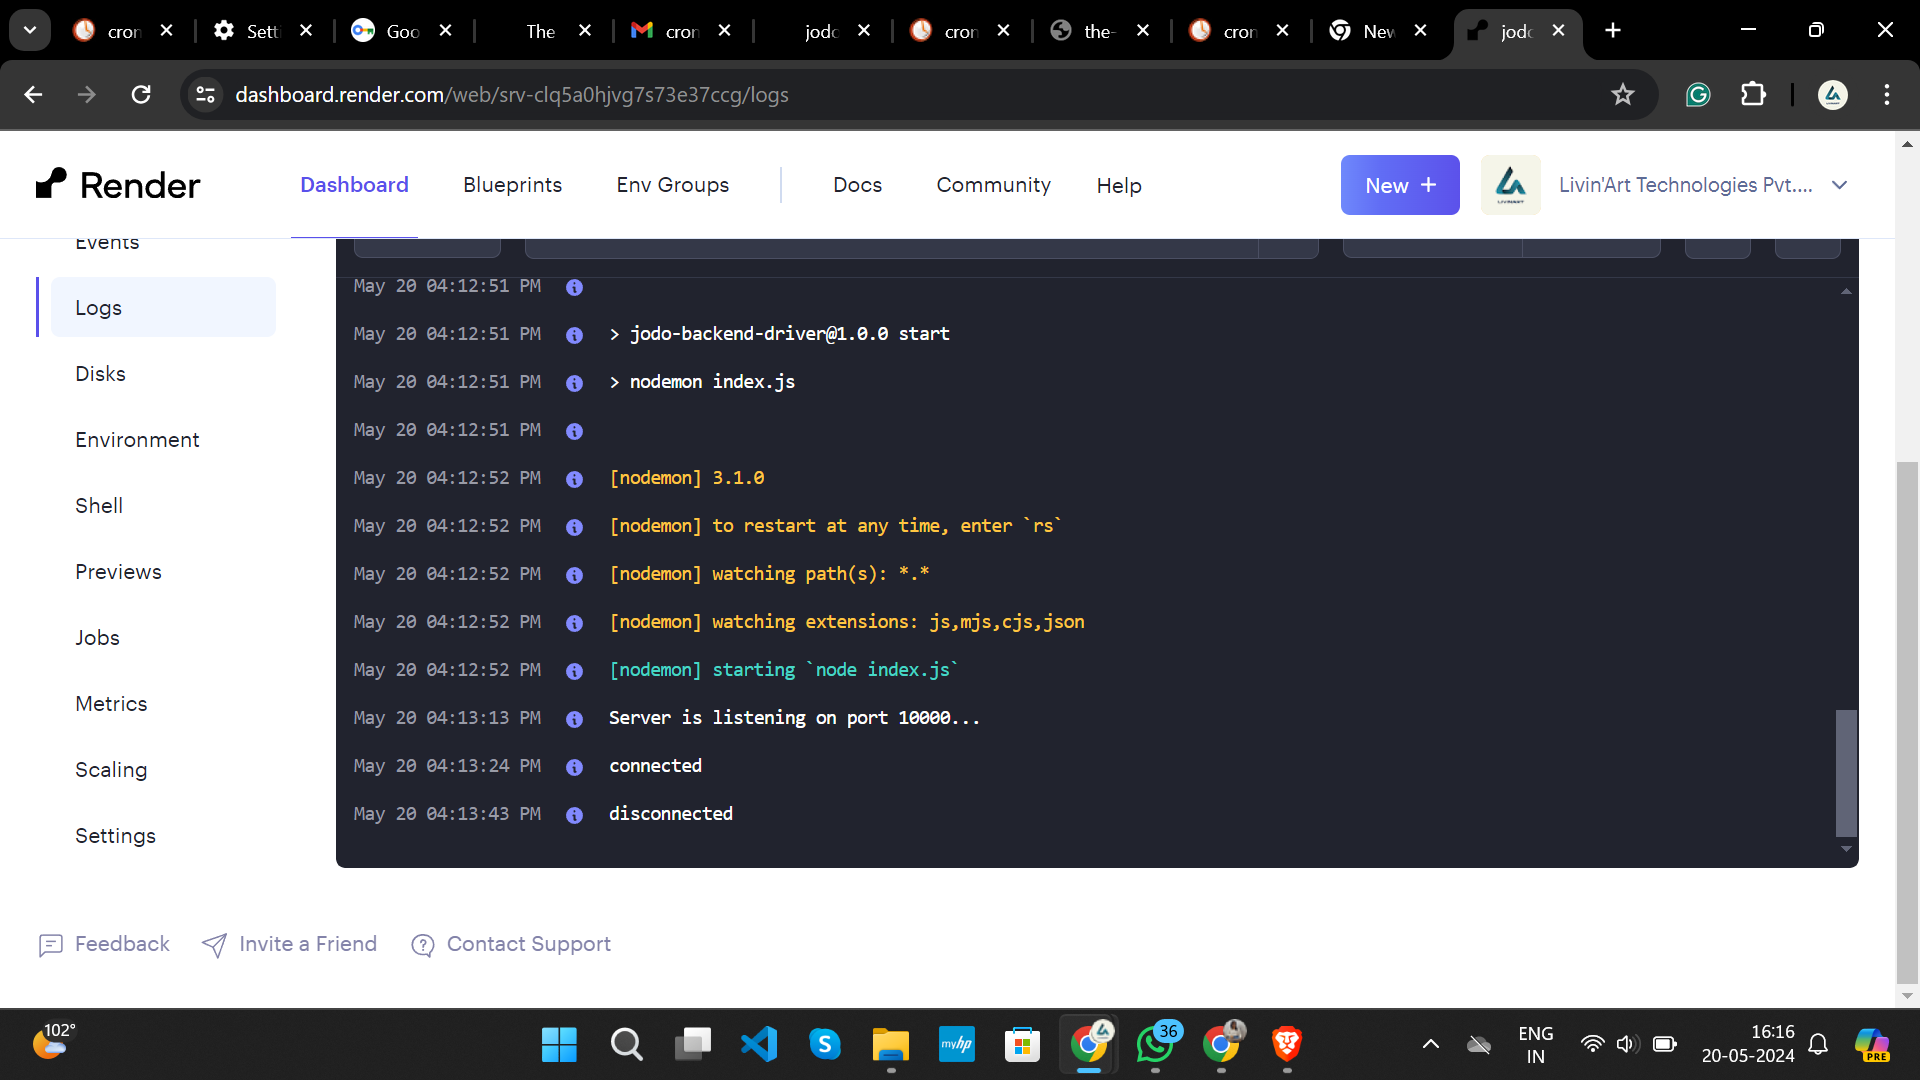 cron
Setti
Goo
The
cron
jodo
cron
the-
cron
New
jodo
dashboard.render.com/web/srv-clq5a0hjvg7s73e37ccg/logs
Render
Dashboard
Blueprints
Env Groups
Docs
Community
Help
New +
LIVINART
Livin'Art Technologies Pvt....
Events
Logs
Disks
Environment
Shell
Previews
Jobs
Metrics
Scaling
Settings
May 20 04:12:51 PM
May 20 04:12:51 PM > jodo-backend-driver@1.0.0 start
May 20 04:12:51 PM > nodemon index.js
May 20 04:12:51 PM
May 20 04:12:52 PM [nodemon] 3.1.0
May 20 04:12:52 PM [nodemon] to restart at any time, enter `rs`
May 20 04:12:52 PM [nodemon] watching path(s): *.*
May 20 04:12:52 PM [nodemon] watching extensions: js,mjs,cjs,json
May 20 04:12:52 PM [nodemon] starting `node index.js`
May 20 04:13:13 PM Server is listening on port 10000...
May 20 04:13:24 PM connected
May 20 04:13:43 PM disconnected
Feedback
Invite a Friend
Contact Support
102°
myhp
36
ENG
IN
16:16
20-05-2024
PRE